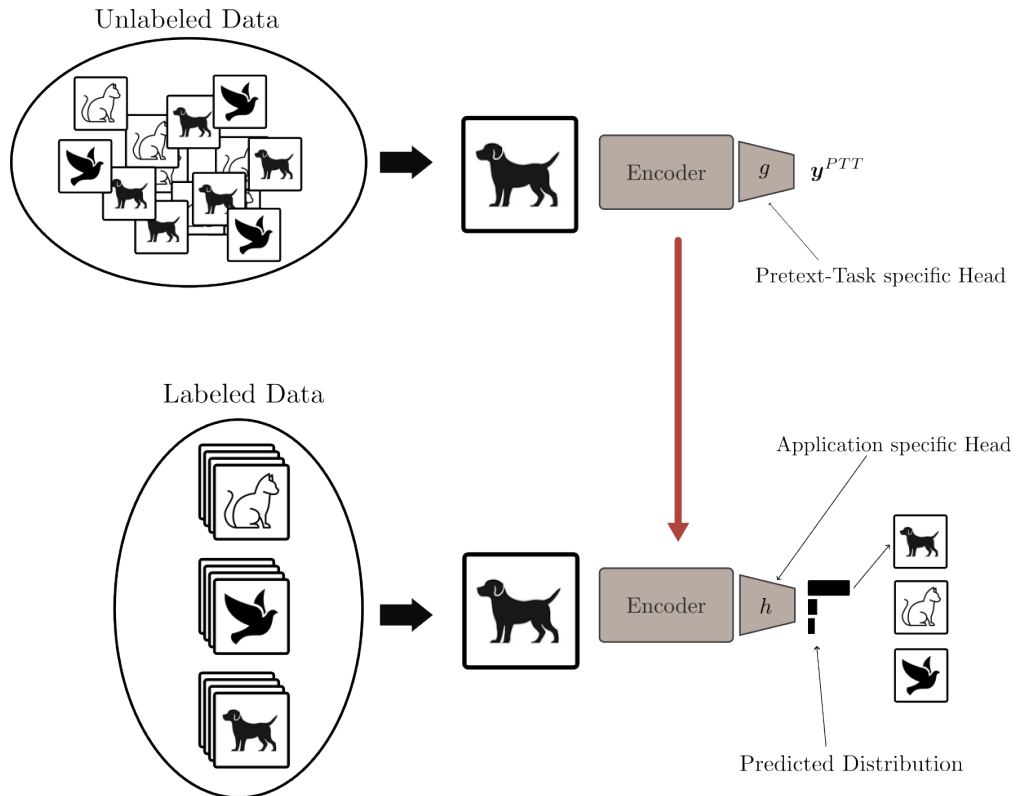 Unlabeled Data
Encoder
g
y^{PTT}
Pretext-Task specific Head
Labeled Data
Application specific Head
Encoder
h
Predicted Distribution